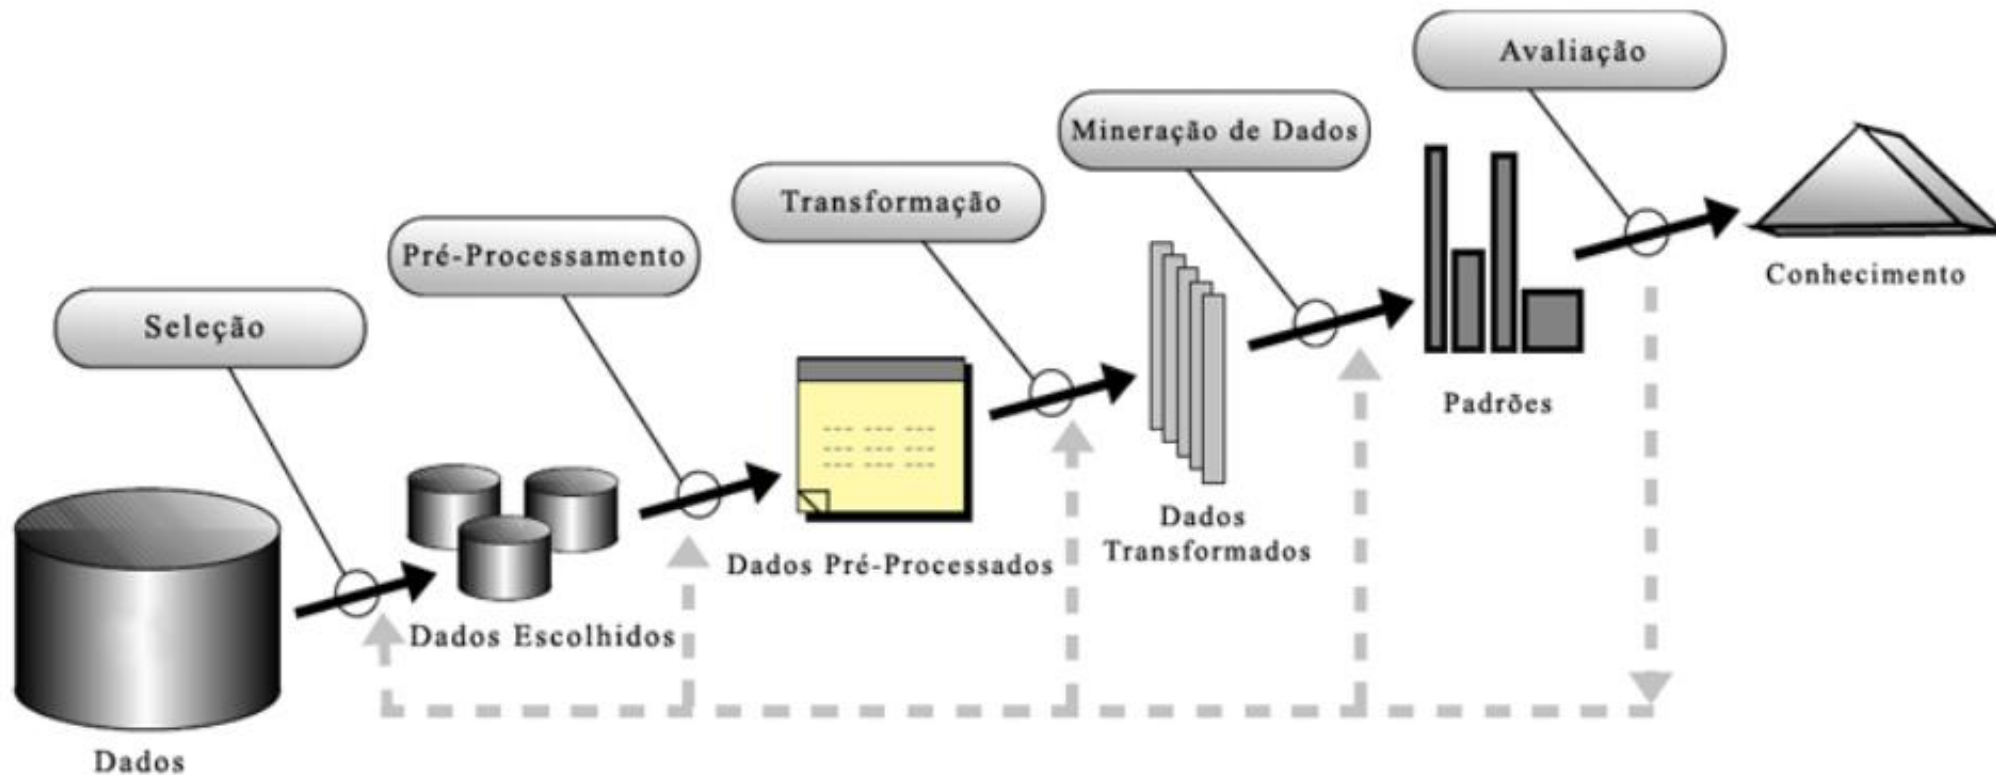 Avaliação
Mineração de Dados
Transformação
Pré-Processamento
Seleção
Conhecimento
Padrões
Dados
Transformados
Dados Pré-Processados
Dados Escolhidos
Dados